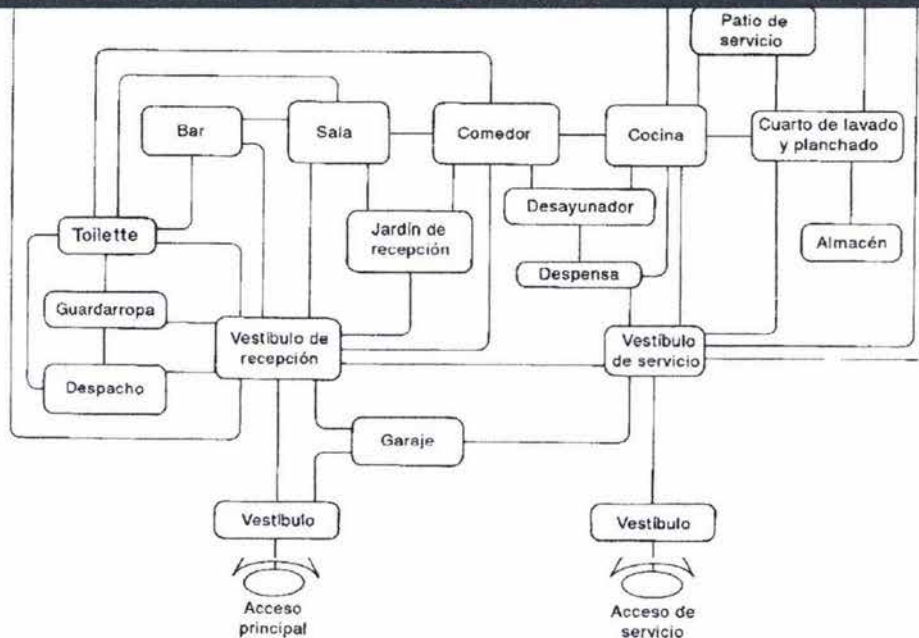 Patio de
servicio
Bar
Sala
Comedor
Cocina
Cuarto de lavado
y planchado
Desayunador
Toilette
Jardín de
recepción
Almacén
Despensa
Guardarropa
Vestíbulo de
recepción
Vestíbulo
de servicio
Despacho
Garaje
Vestíbulo
Vestíbulo
Acceso
principal
Acceso de
servicio